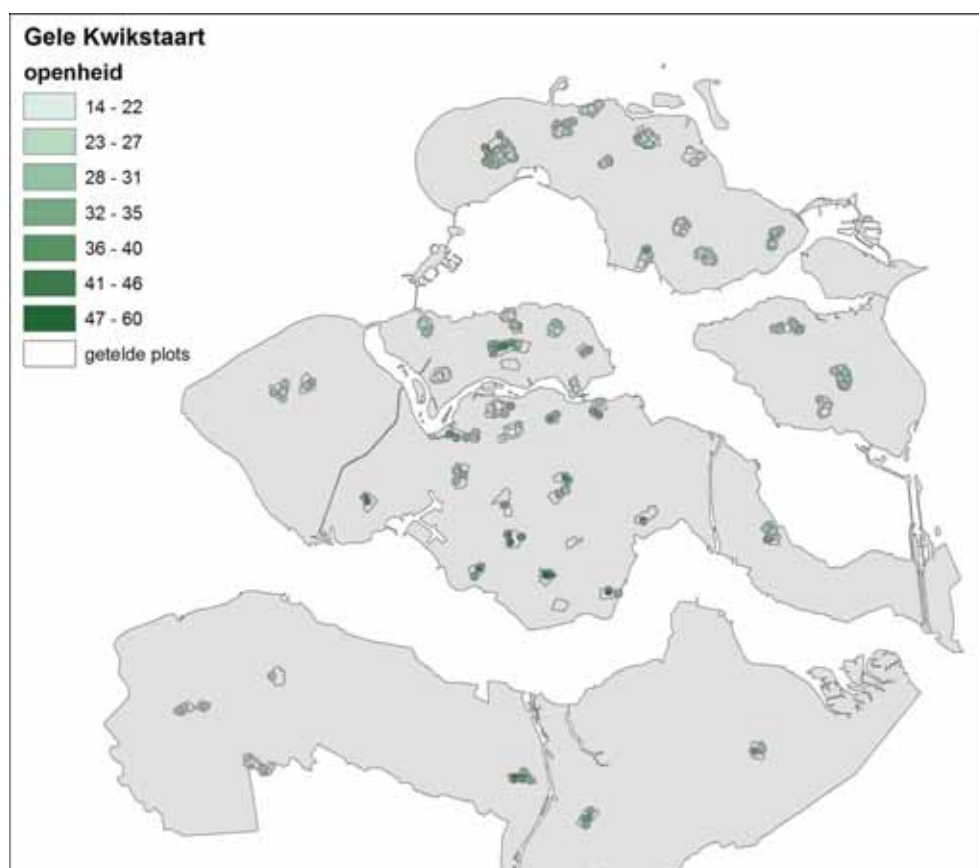 Gele Kwikstaart
openheid
14 - 22
23 - 27
28 - 31
32 - 35
36 - 40
41 - 46
47 - 60
getelde plots